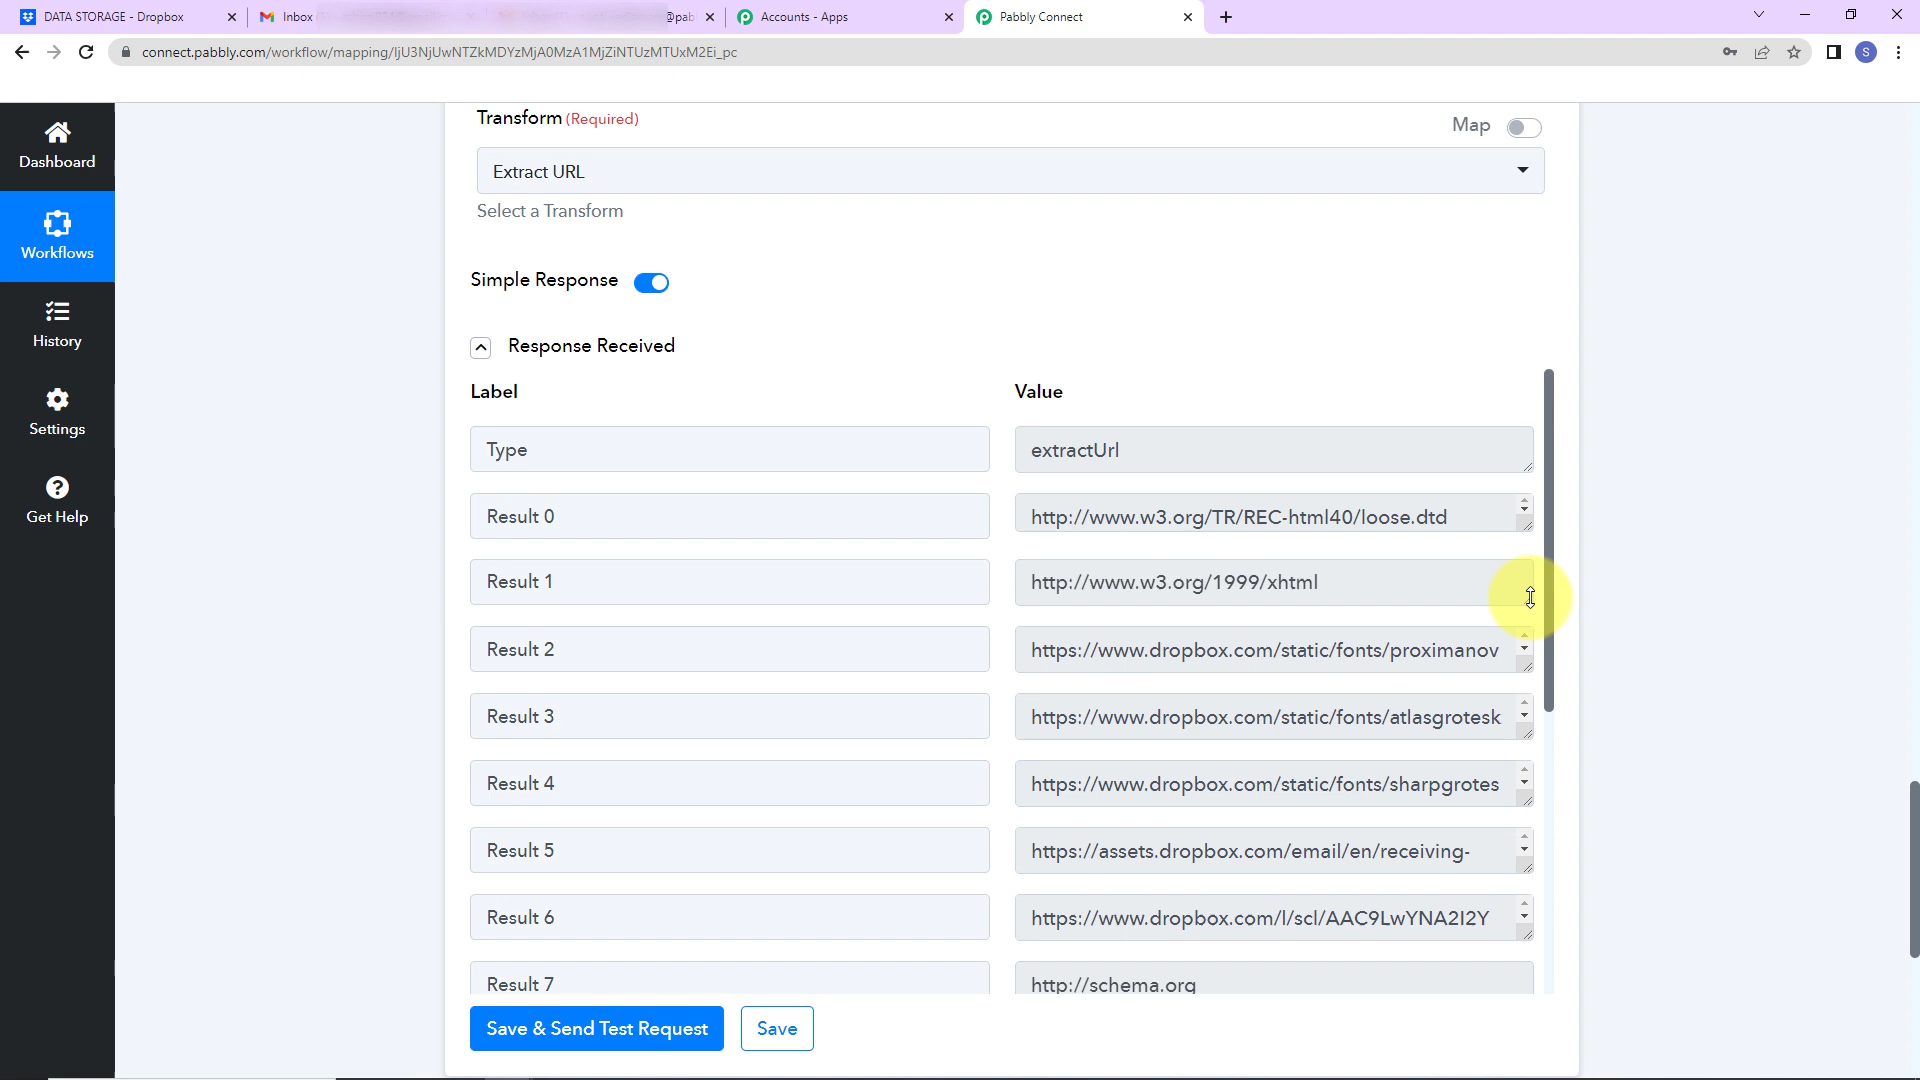 DATA STORAGE - Dropbox
Inbox
@pab
Accounts - Apps
Pabbly Connect
connect.pabbly.com/workflow/mapping/IjU3NjUwNTZkMDYzMjA0MzA1MjZiNTUzMTUxM2Ei_pc
S
Dashboard
Workflows
History
Settings
Get Help
Transform (Required)
Map
Extract URL
Select a Transform
Simple Response
Response Received
Label Value
Type extractUrl
Result 0 http://www.w3.org/TR/REC-html40/loose.dtd
Result 1 http://www.w3.org/1999/xhtml
Result 2 https://www.dropbox.com/static/fonts/proximanov
Result 3 https://www.dropbox.com/static/fonts/atlasgrotesk
Result 4 https://www.dropbox.com/static/fonts/sharpgrotes
Result 5 https://assets.dropbox.com/email/en/receiving-
Result 6 https://www.dropbox.com/l/scl/AAC9LwYNA2I2Y
Result 7 http://schema.org
Save & Send Test Request Save